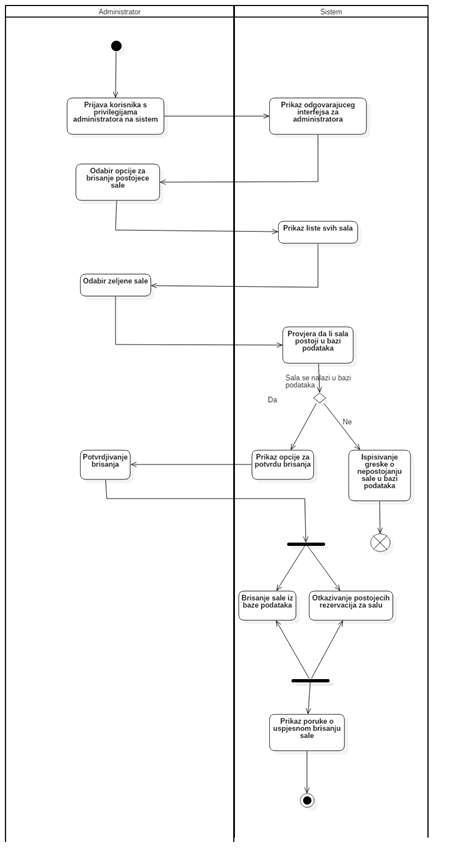 Administrator
Sistem
Prijava korisnika s
privilegijama
administratora na sistem
Prikaz odgovarajuceg
interfejsa za
administratora
Odabir opcije za
brisanje postojece
sale
Prikaz liste svih sala
Odabir zeljene sale
Provjera da li sala
postoji u bazi
podataka
Sala se nalazi u bazi
podataka
Da
Ne
Potvrdjivanje
brisanja
Prikaz opcije za
potvrdu brisanja
Ispisivanje
greske o
nepostojanju
sale u bazi
podataka
Brisanje sale iz
baze podataka
Otkazivanje postojecih
rezervacija za salu
Prikaz poruke o
uspjesnom brisanju
sale